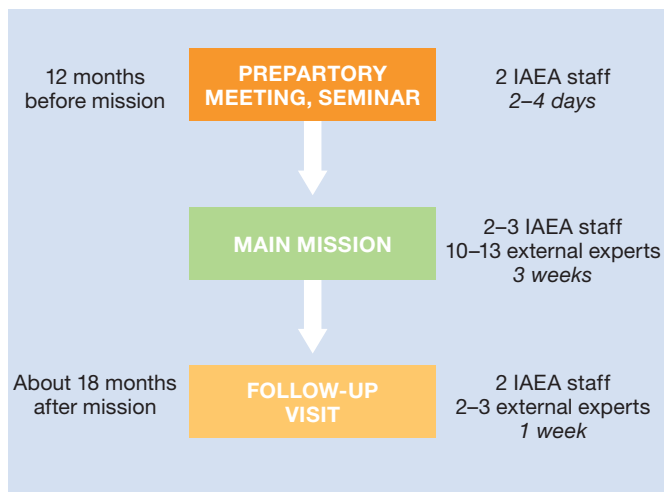 12 months
before mission
PREPARTORY
MEETING, SEMINAR
2 IAEA staff
2–4 days
MAIN MISSION
2–3 IAEA staff
10–13 external experts
3 weeks
About 18 months
after mission
FOLLOW-UP
VISIT
2 IAEA staff
2–3 external experts
1 week